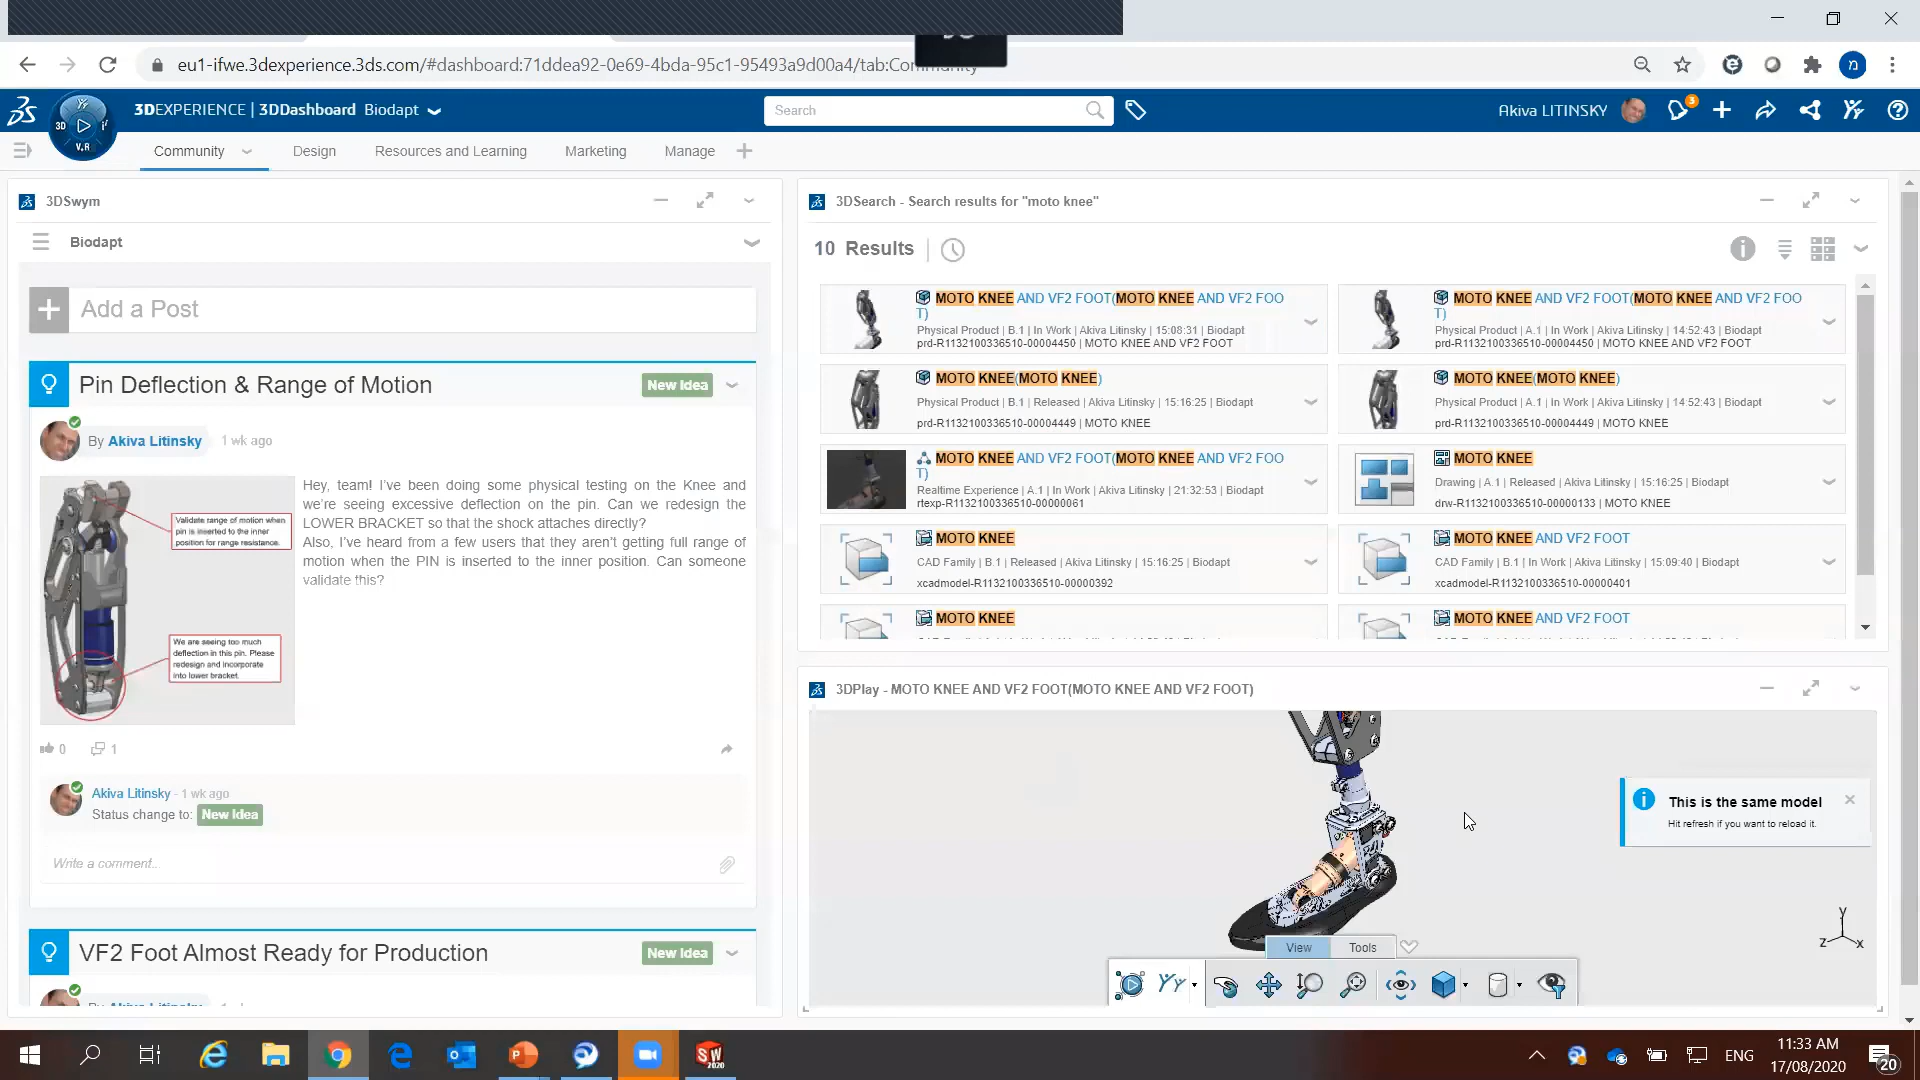 eu1-ifwe.3dexperience.3ds.com/#dashboard:71ddea92-0e69-4bda-95c1-95493a9d00a4/tab:Community
מ
3DEXPERIENCE | 3DDashboard Biodapt
Search
Akiva LITINSKY
3
3D
V.R
Community
Design
Resources and Learning
Marketing
Manage
3DSwym
Biodapt
Add a Post
Pin Deflection & Range of Motion
New Idea
By Akiva Litinsky 1 wk ago
Validate range of motion when
pin is inserted to the inner
position for range resistance.
We are seeing too much
deflection in this pin. Please
redesign and incorporate
into lower bracket.
Hey, team! I've been doing some physical testing on the Knee and
we're seeing excessive deflection on the pin. Can we redesign the
LOWER BRACKET so that the shock attaches directly?
Also, I've heard from a few users that they aren't getting full range of
motion when the PIN is inserted to the inner position. Can someone
validate this?
0
1
Akiva Litinsky - 1 wk ago
Status change to: New Idea
Write a comment...
VF2 Foot Almost Ready for Production
New Idea
3DSearch - Search results for "moto knee"
10 Results
MOTO KNEE AND VF2 FOOT(MOTO KNEE AND VF2 FOO
T)
Physical Product | B.1 | In Work | Akiva Litinsky | 15:08:31 | Biodapt
prd-R1132100336510-00004450 | MOTO KNEE AND VF2 FOOT
MOTO KNEE AND VF2 FOOT(MOTO KNEE AND VF2 FOO
T)
Physical Product | A.1 | In Work | Akiva Litinsky | 14:52:43 | Biodapt
prd-R1132100336510-00004450 | MOTO KNEE AND VF2 FOOT
MOTO KNEE(MOTO KNEE)
Physical Product | B.1 | Released | Akiva Litinsky | 15:16:25 | Biodapt
prd-R1132100336510-00004449 | MOTO KNEE
MOTO KNEE(MOTO KNEE)
Physical Product | A.1 | In Work | Akiva Litinsky | 14:52:43 | Biodapt
prd-R1132100336510-00004449 | MOTO KNEE
MOTO KNEE AND VF2 FOOT(MOTO KNEE AND VF2 FOO
T)
Realtime Experience | A.1 | In Work | Akiva Litinsky | 21:32:53 | Biodapt
rtexp-R1132100336510-00000061
MOTO KNEE
Drawing | A.1 | Released | Akiva Litinsky | 15:16:25 | Biodapt
drw-R1132100336510-00000133 | MOTO KNEE
MOTO KNEE
CAD Family | B.1 | Released | Akiva Litinsky | 15:16:25 | Biodapt
xcadmodel-R1132100336510-00000392
MOTO KNEE AND VF2 FOOT
CAD Family | B.1 | In Work | Akiva Litinsky | 15:09:40 | Biodapt
xcadmodel-R1132100336510-00000401
MOTO KNEE
MOTO KNEE AND VF2 FOOT
3DPlay - MOTO KNEE AND VF2 FOOT(MOTO KNEE AND VF2 FOOT)
This is the same model
Hit refresh if you want to reload it.
y
z
x
View
Tools
SW
2020
ENG
11:33 AM
17/08/2020
20